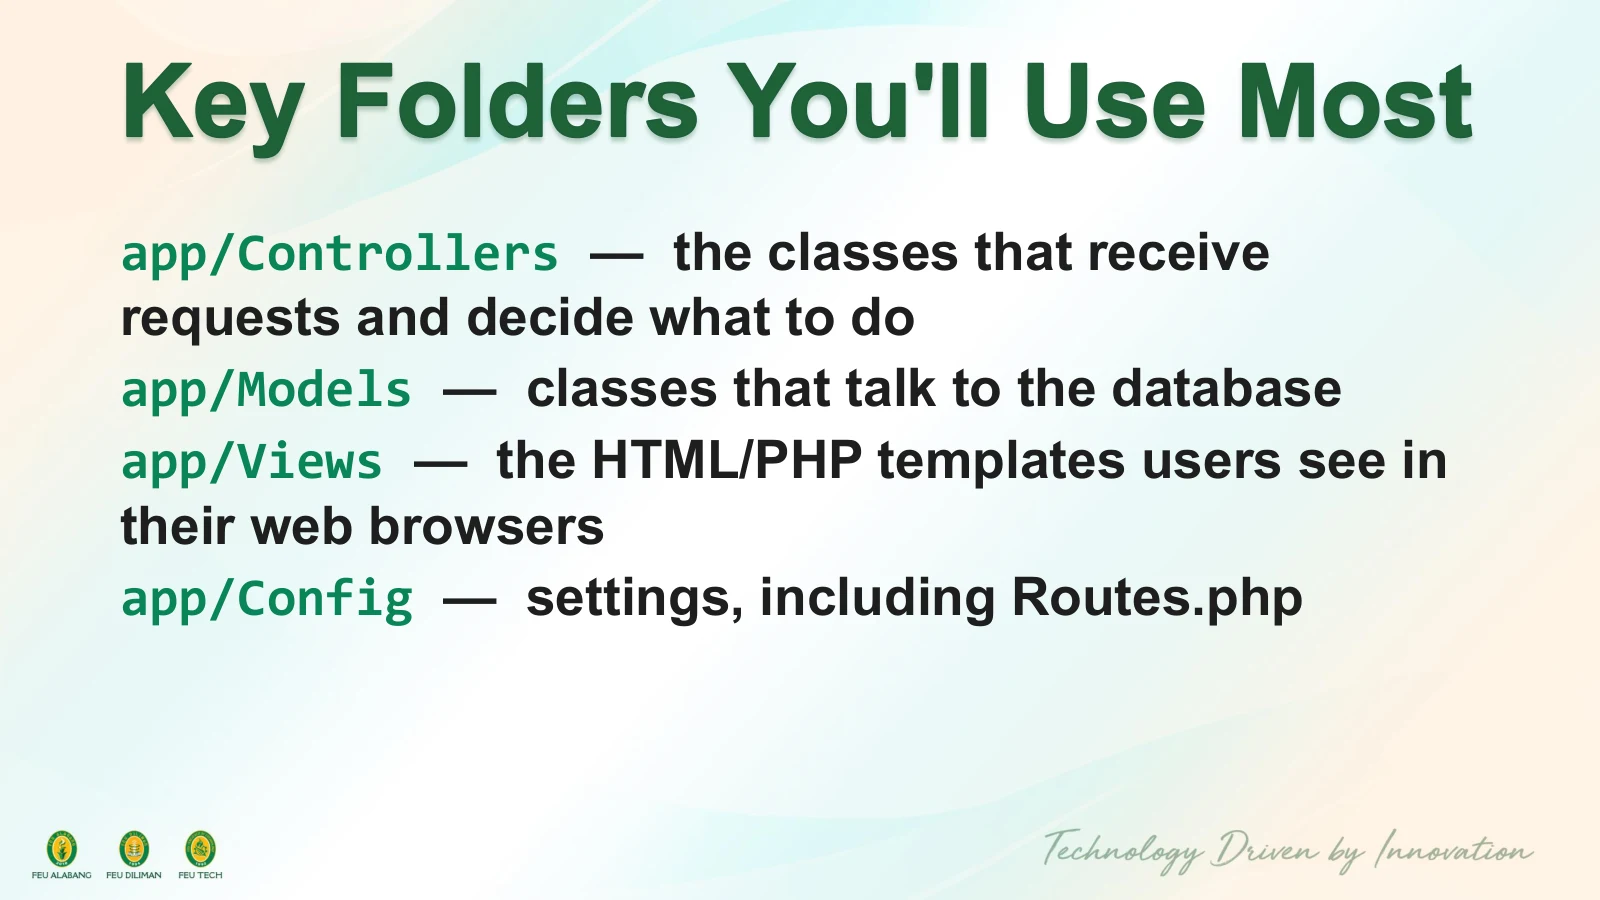 Key Folders You'll Use Most
app/Controllers — the classes that receive
requests and decide what to do
app/Models — classes that talk to the database
app/Views — the HTML/PHP templates users see in
their web browsers
app/Config — settings, including Routes.php
FEU ALABANG FEU DILIMAN FEU TECH
Technology Driven by Innovation